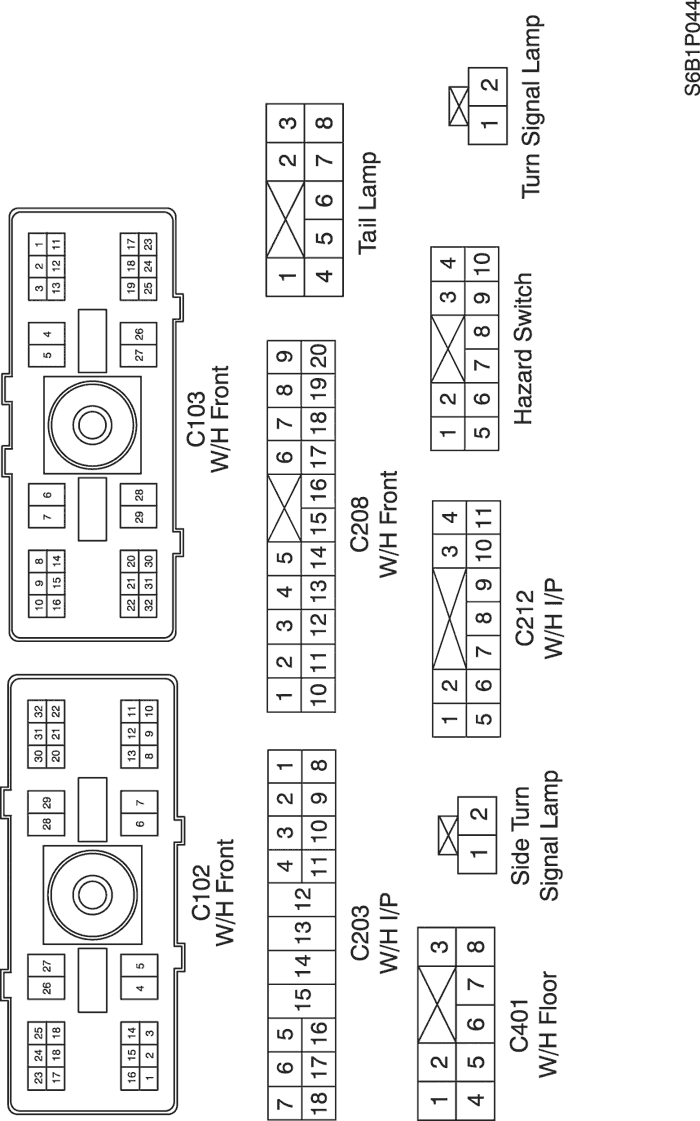 23 24 25 26 27 28 29 30 31 32
17 18 18 20 21 22
16 15 14 4 5 6 7 13 12 11
1 2 3 8 9 10
C102
W/H Front
10 9 8 7 6 5 4 3 2 1
16 15 14 13 12 11
22 21 20 29 28 27 26 19 18 17
32 31 30 25 24 23
C103
W/H Front
7 6 5 15 14 13 12 4 3 2 1
18 17 16 11 10 9 8
C203
W/H I/P
1 2 3 4 5 6 7 8 9
10 11 12 13 14 15 16 17 18 19 20
C208
W/H Front
1 2 3
4 5 6 7 8
Tail Lamp
1 2 3
4 5 6 7 8
C401
W/H Floor
1 2
Side Turn
Signal Lamp
1 2 3 4
5 6 7 8 9 10 11
C212
W/H I/P
1 2 3 4
5 6 7 8 9 10
Hazard Switch
1 2
Turn Signal Lamp
S6B1P044